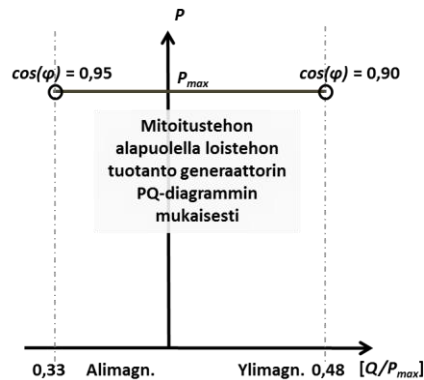 P
cos(φ) = 0,95
P_max
cos(φ) = 0,90
Mitoitustehon
alapuolella loistehon
tuotanto generaattorin
PQ-diagrammin
mukaisesti
0,33 Alimagn. Ylimagn. 0,48 [Q/P_max]